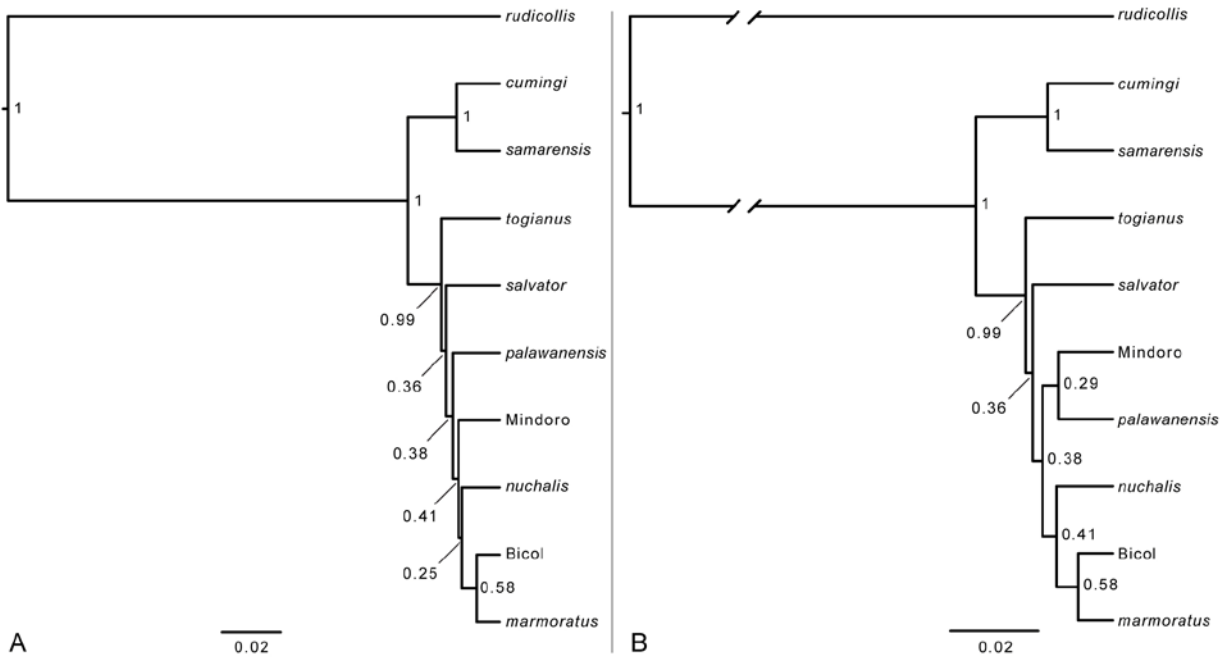 rudicollis
cumingi
1
1
samarensis
1
togianus
salvator
0.99
palawanensis
0.36
Mindoro
0.38
nuchalis
0.41
Bicol
0.25
0.58
marmoratus
A
0.02
rudicollis
cumingi
1
1
samarensis
1
togianus
salvator
0.99
Mindoro
0.29
0.36
palawanensis
0.38
nuchalis
0.41
Bicol
0.58
marmoratus
B
0.02